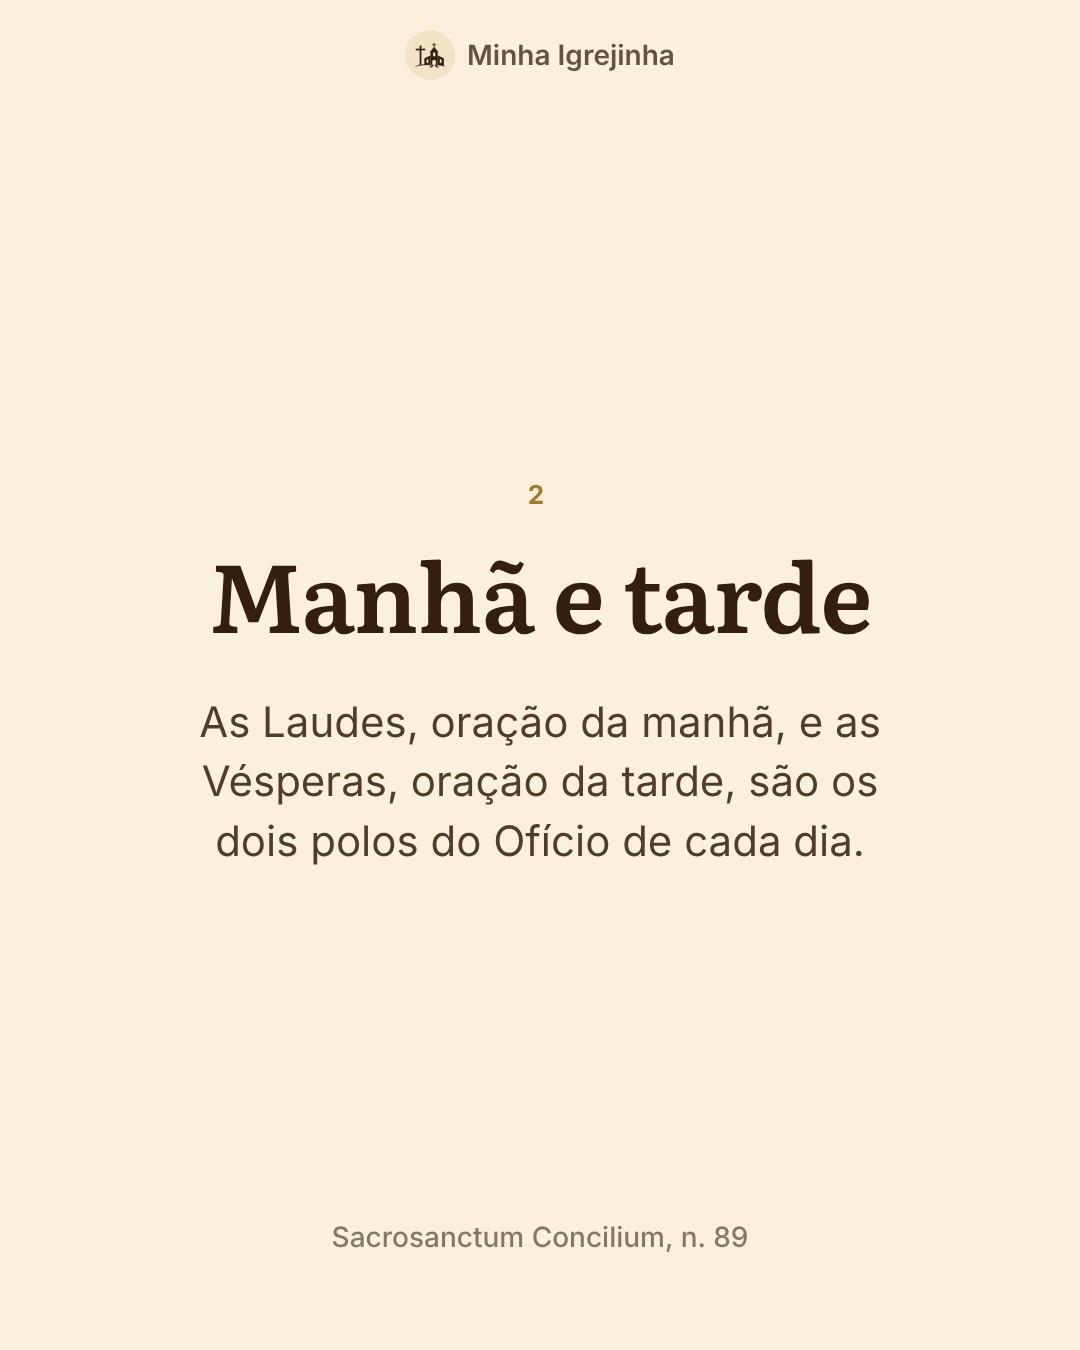 Minha Igrejinha
2
Manhã e tarde
As Laudes, oração da manhã, e as
Vésperas, oração da tarde, são os
dois polos do Ofício de cada dia.
Sacrosanctum Concilium, n. 89